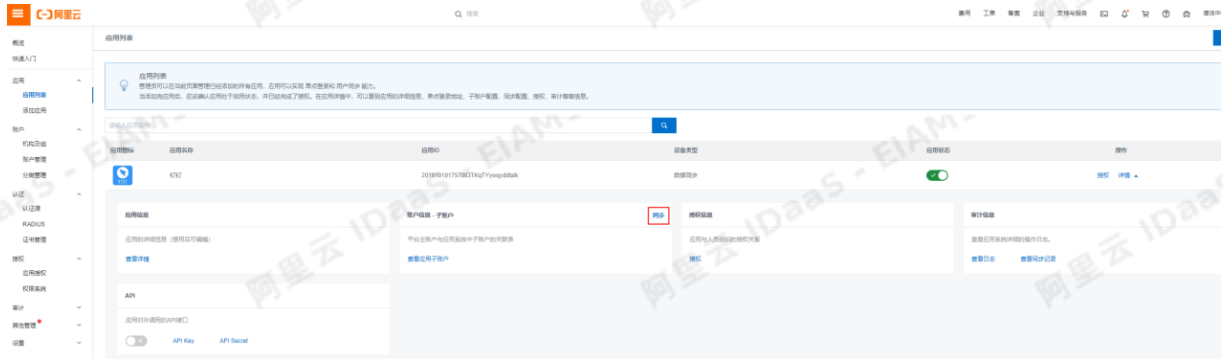 阿里云
搜索
费用 工单 备案 企业 支持与服务 简体中
概览
快速入门
应用
应用列表
添加应用
账户
机构及组
账户管理
分类管理
认证
认证源
RADIUS
证书管理
授权
应用授权
权限系统
审计
其他管理
设置
应用列表
应用列表
管理员可以在当前页面管理已经添加的所有应用，应用可以实现 单点登录和 用户同步 能力。
当添加完应用后，应该确认应用处于启用状态，并已经完成了授权。在应用详情中，可以看到应用的详细信息、单点登录地址、子账户配置、同步配置、授权、审计等信息。
请输入应用名称
应用图标 应用名称 应用ID 设备类型 应用状态 操作
钉钉 数据同步 授权 详情
应用信息
应用的详细信息（禁用后可编辑）
查看详情
账户信息 - 子账户 同步
平台主账户与应用系统中子账户的关联表
查看应用子账户
授权信息
应用与人员组织的授权关系
授权
审计信息
查看应用系统详细的操作日志。
查看日志 查看同步记录
API
应用对外调用的API接口
API Key API Secret
阿里云 IDaaS - EIAM